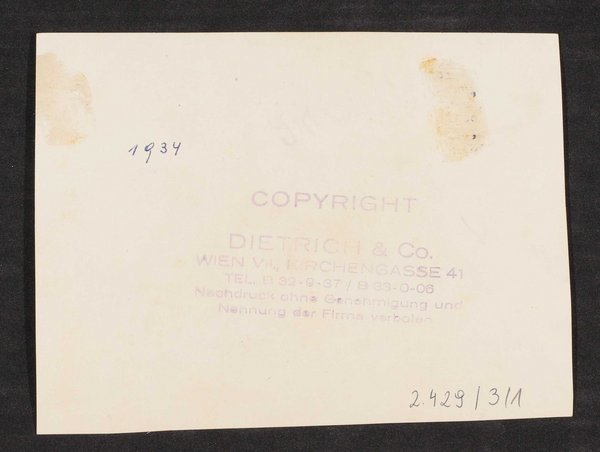 1934
COPYRIGHT
DIETRICH & Co.
WIEN VII., KIRCHENGASSE 41
TEL. B 32-9-37 / B 33-0-06
Nachdruck ohne Genehmigung und
Nennung der Firma verboten
2.429/3/1